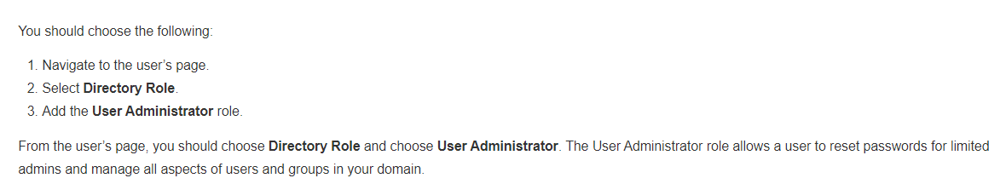 You should choose the following:
1. Navigate to the user's page.
2. Select Directory Role.
3. Add the User Administrator role.
From the user's page, you should choose Directory Role and choose User Administrator. The User Administrator role allows a user to reset passwords for limited
admins and manage all aspects of users and groups in your domain.